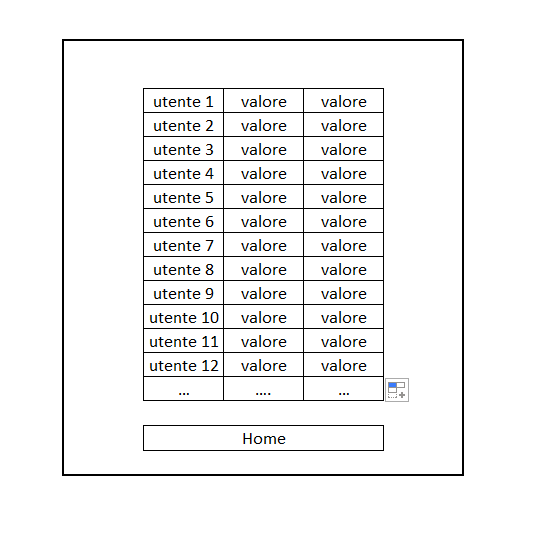 utente 1 valore valore
utente 2 valore valore
utente 3 valore valore
utente 4 valore valore
utente 5 valore valore
utente 6 valore valore
utente 7 valore valore
utente 8 valore valore
utente 9 valore valore
utente 10 valore valore
utente 11 valore valore
utente 12 valore valore
... .... ...
Home